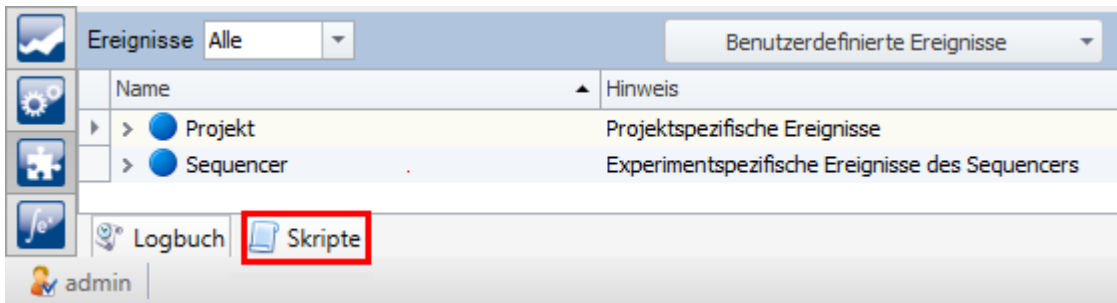 Ereignisse Alle Benutzerdefinierte Ereignisse
Name Hinweis
Projekt Projektspezifische Ereignisse
Sequencer Experimentspezifische Ereignisse des Sequencers
Logbuch Skripte
admin